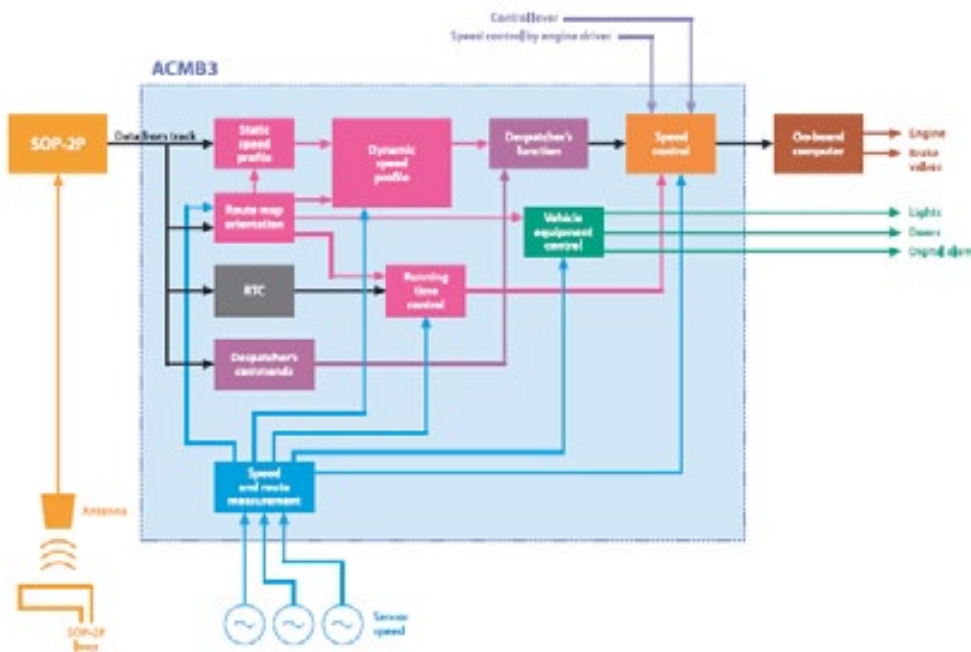 Control lever
Speed control by engine driver
ACMB3
SOP-2P
Data from track
Static
speed
profile
Dynamic
speed
profile
Despatcher's
function
Speed
control
On-board
computer
Engine
Brake
valves
Route map
orientation
Vehicle
equipment
control
Lights
Doors
Digital
RTC
Running
time
control
Despatcher's
commands
Speed
and route
measurement
Antenna
Sensor
speed
SOP-2P